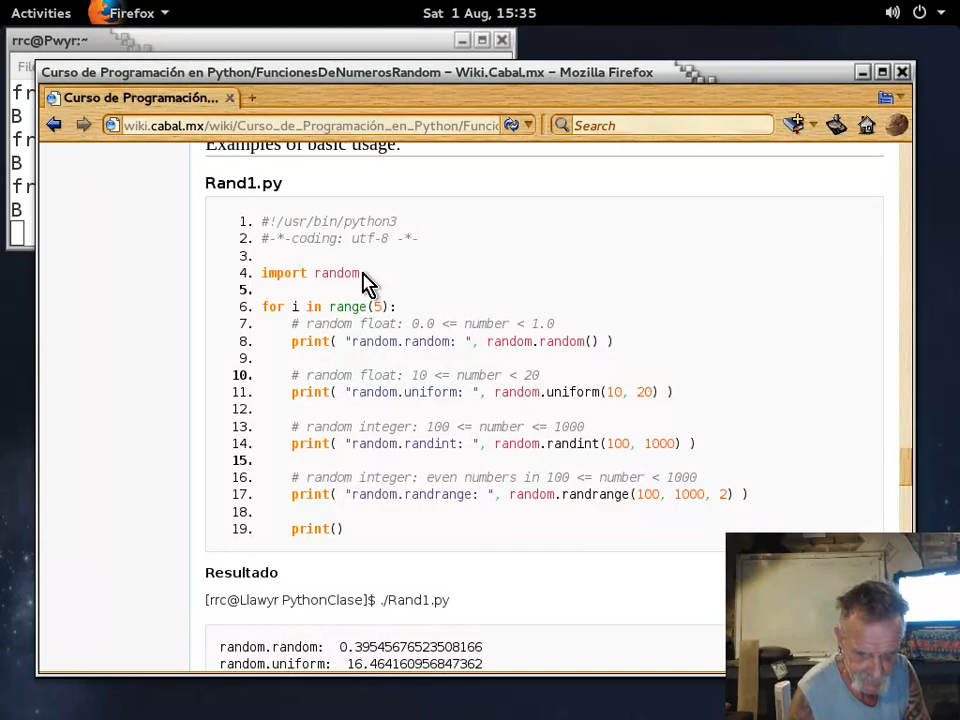 Activities Firefox Sat 1 Aug, 15:35
rrc@Pwyr:~
Curso de Programación en Python/FuncionesDeNumerosRandom – Wiki.Cabal.mx – Mozilla Firefox
Curso de Programación...
wiki.cabal.mx/wiki/Curso_de_Programación_en_Python/Funcio
Search
B
B
B
Examples of basic usage.
Rand1.py
1. #!/usr/bin/python3
2. #-*-coding: utf-8 -*-
3.
4. import random
5.
6. for i in range(5):
7. # random float: 0.0 <= number < 1.0
8. print( "random.random: ", random.random() )
9.
10. # random float: 10 <= number < 20
11. print( "random.uniform: ", random.uniform(10, 20) )
12.
13. # random integer: 100 <= number <= 1000
14. print( "random.randint: ", random.randint(100, 1000) )
15.
16. # random integer: even numbers in 100 <= number < 1000
17. print( "random.randrange: ", random.randrange(100, 1000, 2) )
18.
19. print()
Resultado
[rrc@Llawyr PythonClase]$ ./Rand1.py
random.random: 0.39545676523508166
random.uniform: 16.464160956847362